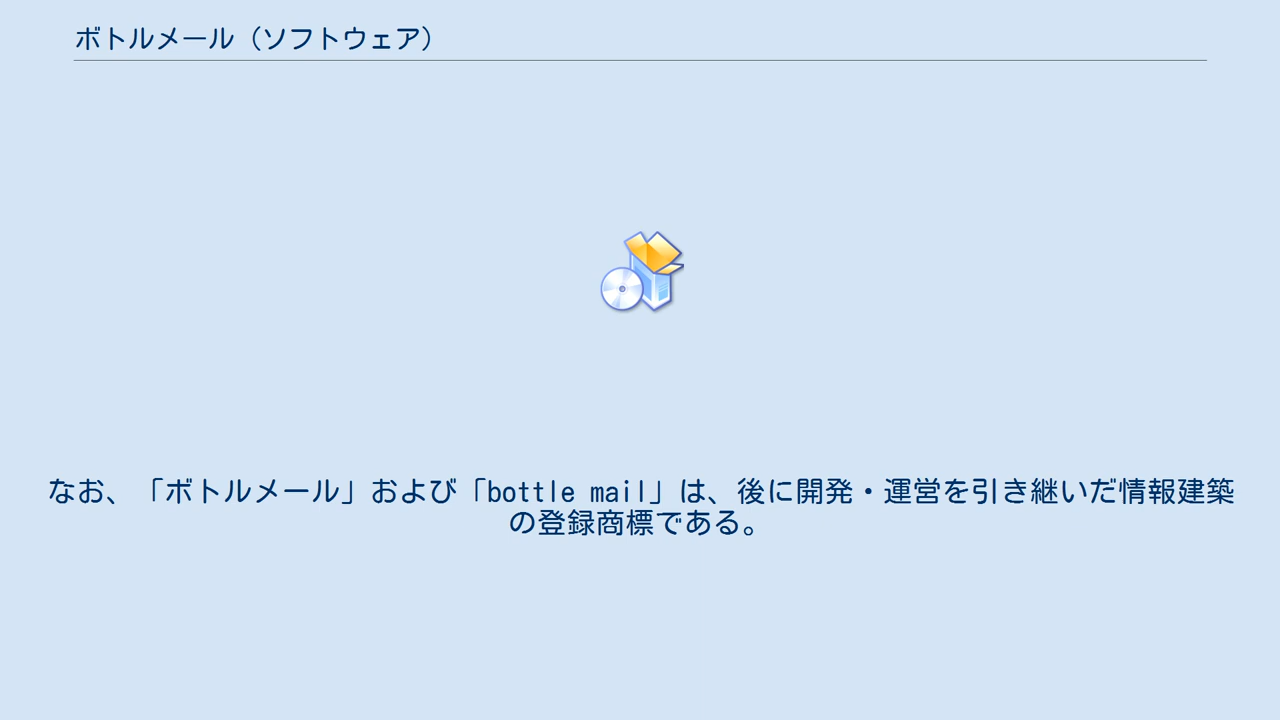 ボトルメール（ソフトウェア）
なお、「ボトルメール」および「bottle mail」は、後に開発・運営を引き継いだ情報建築
の登録商標である。